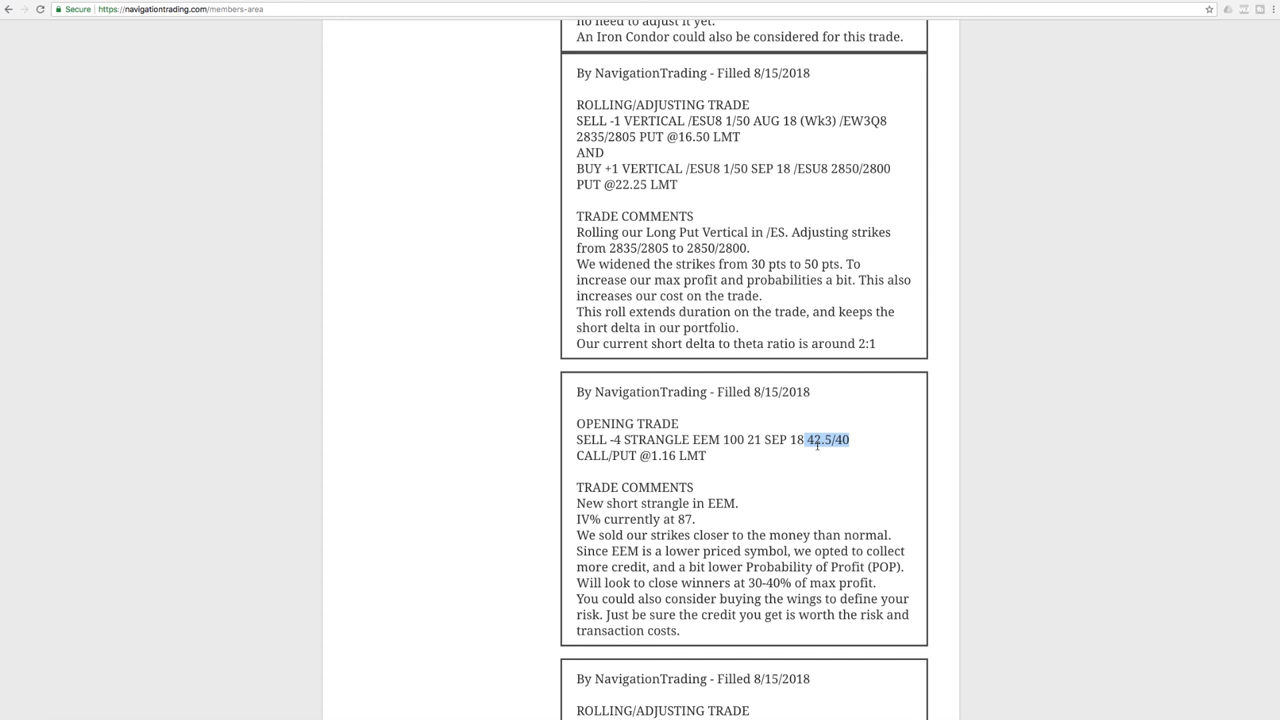 Secure
https://navigationtrading.com/members-area
no need to adjust it yet.
An Iron Condor could also be considered for this trade.
By NavigationTrading - Filled 8/15/2018
ROLLING/ADJUSTING TRADE
SELL -1 VERTICAL /ESU8 1/50 AUG 18 (Wk3) /EW3Q8
2835/2805 PUT @16.50 LMT
AND
BUY +1 VERTICAL /ESU8 1/50 SEP 18 /ESU8 2850/2800
PUT @22.25 LMT
TRADE COMMENTS
Rolling our Long Put Vertical in /ES. Adjusting strikes
from 2835/2805 to 2850/2800.
We widened the strikes from 30 pts to 50 pts. To
increase our max profit and probabilities a bit. This also
increases our cost on the trade.
This roll extends duration on the trade, and keeps the
short delta in our portfolio.
Our current short delta to theta ratio is around 2:1
By NavigationTrading - Filled 8/15/2018
OPENING TRADE
SELL -4 STRANGLE EEM 100 21 SEP 18 42.5/40
CALL/PUT @1.16 LMT
TRADE COMMENTS
New short strangle in EEM.
IV% currently at 87.
We sold our strikes closer to the money than normal.
Since EEM is a lower priced symbol, we opted to collect
more credit, and a bit lower Probability of Profit (POP).
Will look to close winners at 30-40% of max profit.
You could also consider buying the wings to define your
risk. Just be sure the credit you get is worth the risk and
transaction costs.
By NavigationTrading - Filled 8/15/2018
ROLLING/ADJUSTING TRADE